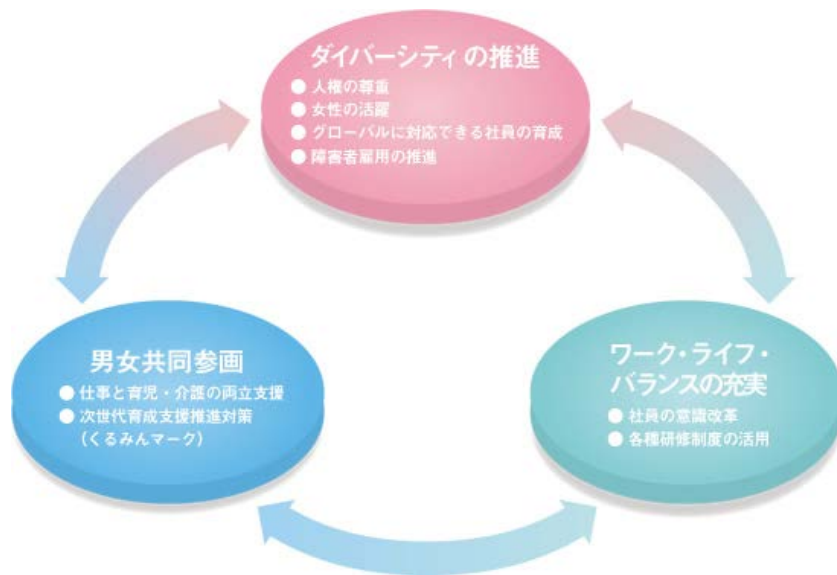 ダイバーシティの推進
● 人権の尊重
● 女性の活躍
● グローバルに対応できる社員の育成
● 障害者雇用の推進
男女共同参画
● 仕事と育児・介護の両立支援
● 次世代育成支援推進対策
(くるみんマーク)
ワーク・ライフ・
バランスの充実
● 社員の意識改革
● 各種研修制度の活用